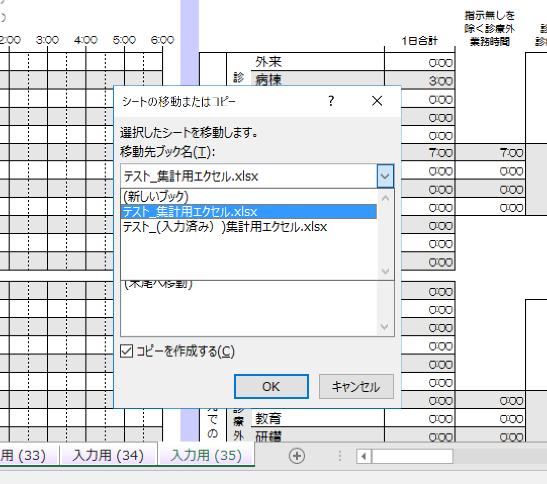 指示無しを
除く診療外
業務時間
2:00 3:00 4:00 5:00 6:00
1日合計
外来 0:00
診 病棟 3:00
0:00
0:00
0:00
7:00 7:00
0:00 0:00
0:00 0:00
0:00 0:00
0:00
0:00
0:00
シートの移動またはコピー ? ×
選択したシートを移動します。
移動先ブック名(T):
テスト_集計用エクセル.xlsx
(新しいブック)
テスト_集計用エクセル.xlsx
テスト_(入力済み) )集計用エクセル.xlsx
(末尾へ移動)
コピーを作成する(C)
OK キャンセル
0:00
0:00
0:00
0:00
0:00
0:00
0:00 0:00
での 診療外 教育 0:00 0:00
研鑽 0:00 0:00
用 (33) 入力用 (34) 入力用 (35)